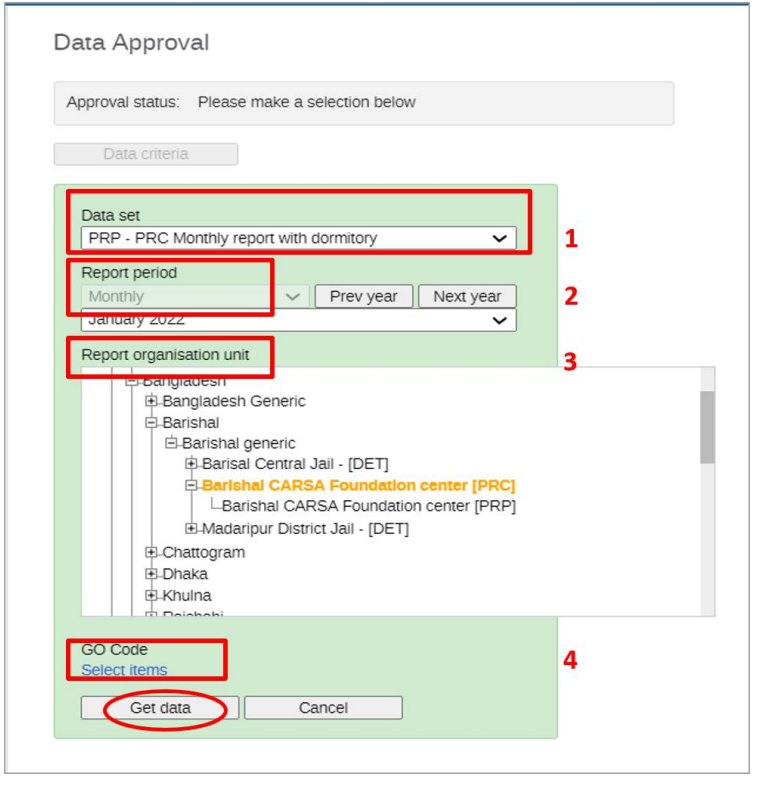 Data Approval
Approval status: Please make a selection below
Data criteria
Data set
PRP - PRC Monthly report with dormitory
1
Report period
Monthly Prev year Next year
2
January 2022
Report organisation unit
3
Bangladesh
Bangladesh Generic
Barishal
Barishal generic
Barisal Central Jail - [DET]
Barishal CARSA Foundation center [PRC]
Barishal CARSA Foundation center [PRP]
Madaripur District Jail - [DET]
Chattogram
Dhaka
Khulna
GO Code
4
Select items
Get data Cancel